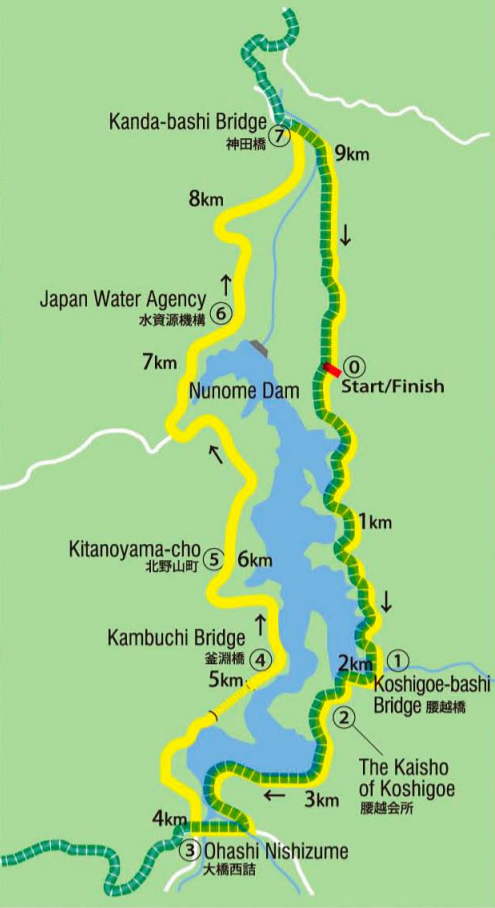 Kanda-bashi Bridge
⑦
神田橋
9km
8km
↓
Japan Water Agency
↑
⑥
水資源機構
7km
⓪
Start/Finish
Nunome Dam
↖
1km
Kitanoyama-cho
⑤
6km
北野山町
↓
Kambuchi Bridge
↑
釜淵橋
④
5km
2km
①
Koshigoe-bashi
Bridge 腰越橋
②
The Kaisho
of Koshigoe
腰越会所
←
3km
4km
③
Ohashi Nishizume
大橋西詰